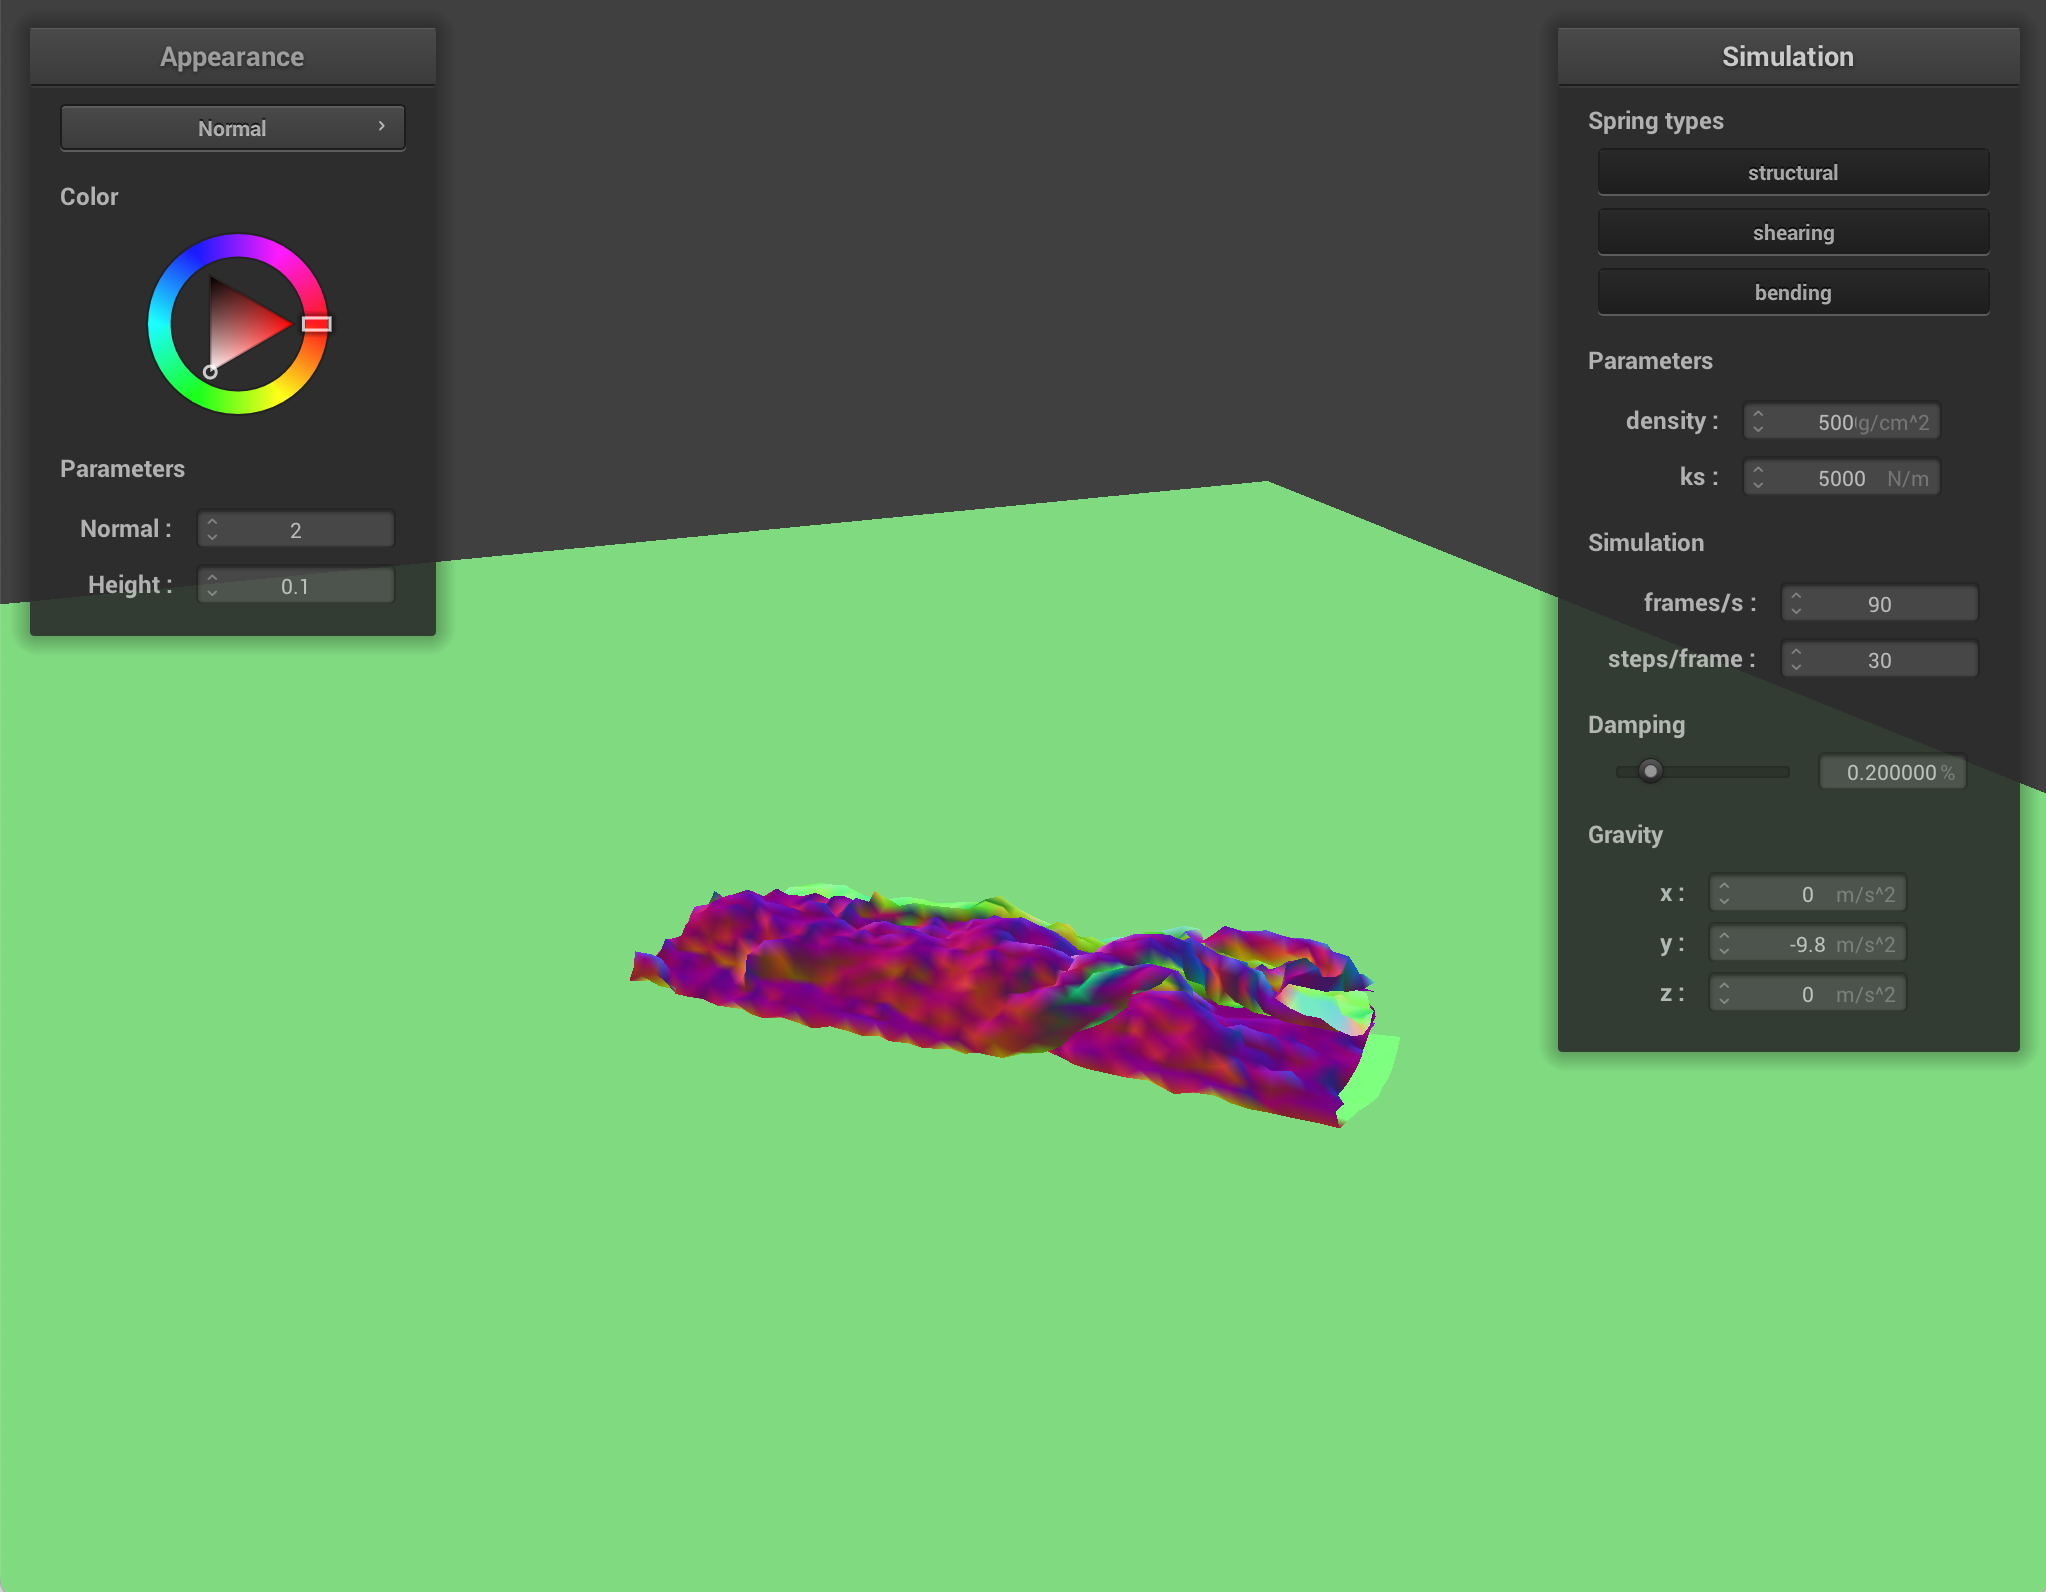 Appearance
Normal
Color
Parameters
Normal : 2
Height : 0.1
Simulation
Spring types
structural
shearing
bending
Parameters
density : 500 g/cm^2
ks : 5000 N/m
Simulation
frames/s : 90
steps/frame : 30
Damping
0.200000 %
Gravity
x : 0 m/s^2
y : -9.8 m/s^2
z : 0 m/s^2